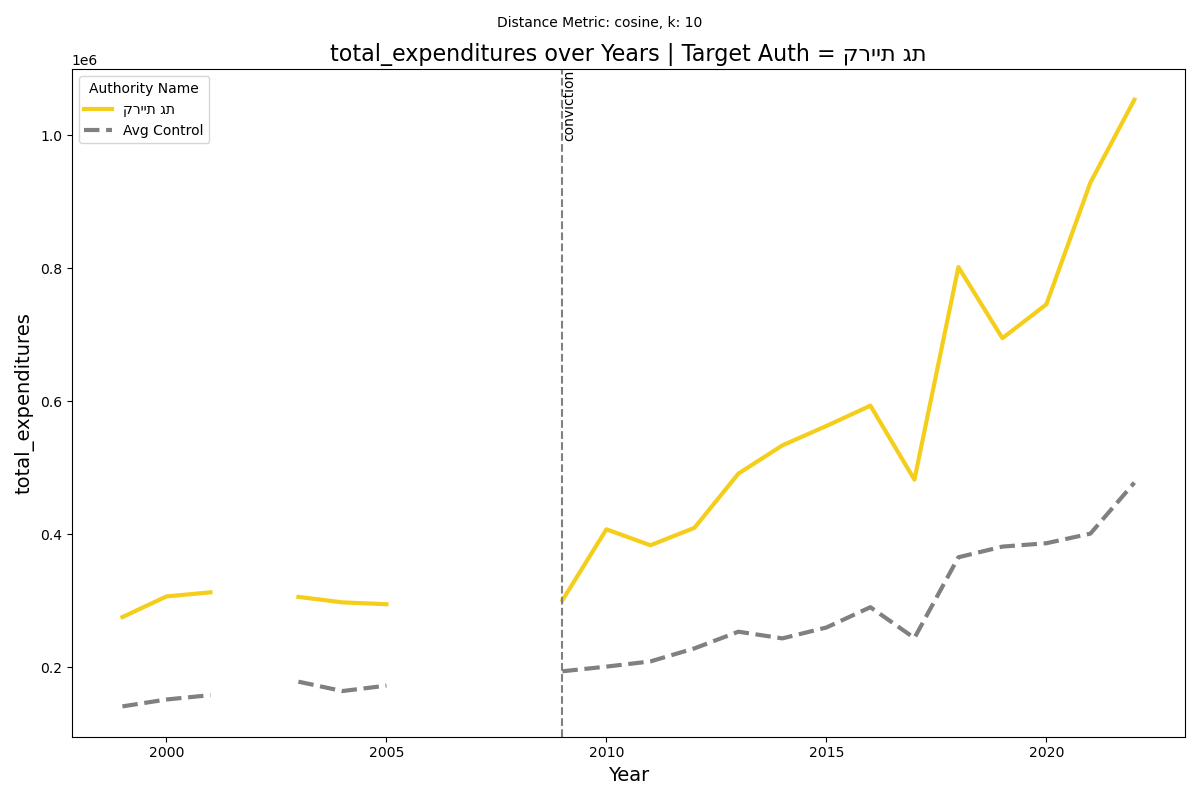 Distance Metric: cosine, k: 10
total_expenditures over Years | Target Auth = קריית גת
1e6
Authority Name
קריית גת
Avg Control
conviction
1.0
0.8
0.6
0.4
0.2
total_expenditures
2000 2005 2010 2015 2020
Year